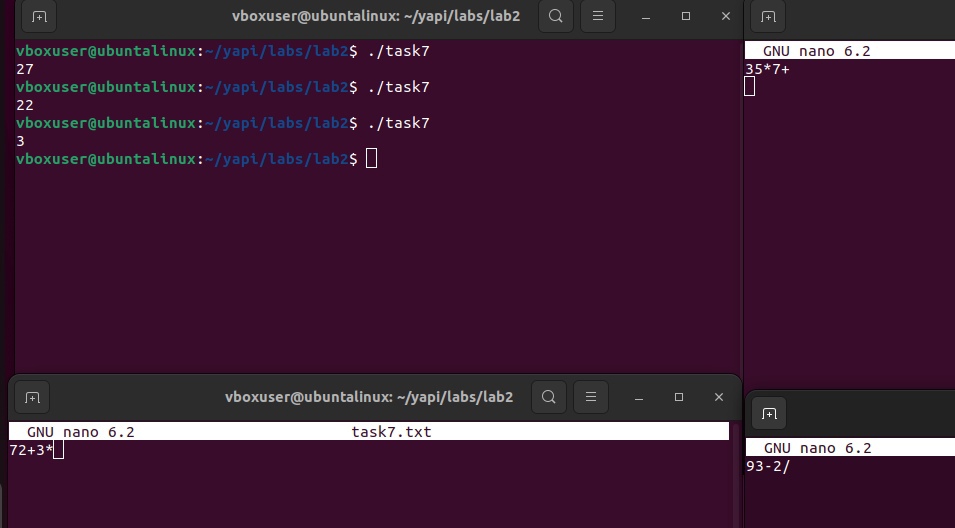 vboxuser@ubuntalinux: ~/yapi/labs/lab2
vboxuser@ubuntalinux:~/yapi/labs/lab2$ ./task7
27
vboxuser@ubuntalinux:~/yapi/labs/lab2$ ./task7
22
vboxuser@ubuntalinux:~/yapi/labs/lab2$ ./task7
3
vboxuser@ubuntalinux:~/yapi/labs/lab2$
GNU nano 6.2
35*7+
vboxuser@ubuntalinux: ~/yapi/labs/lab2
GNU nano 6.2 task7.txt
72+3*
GNU nano 6.2
93-2/